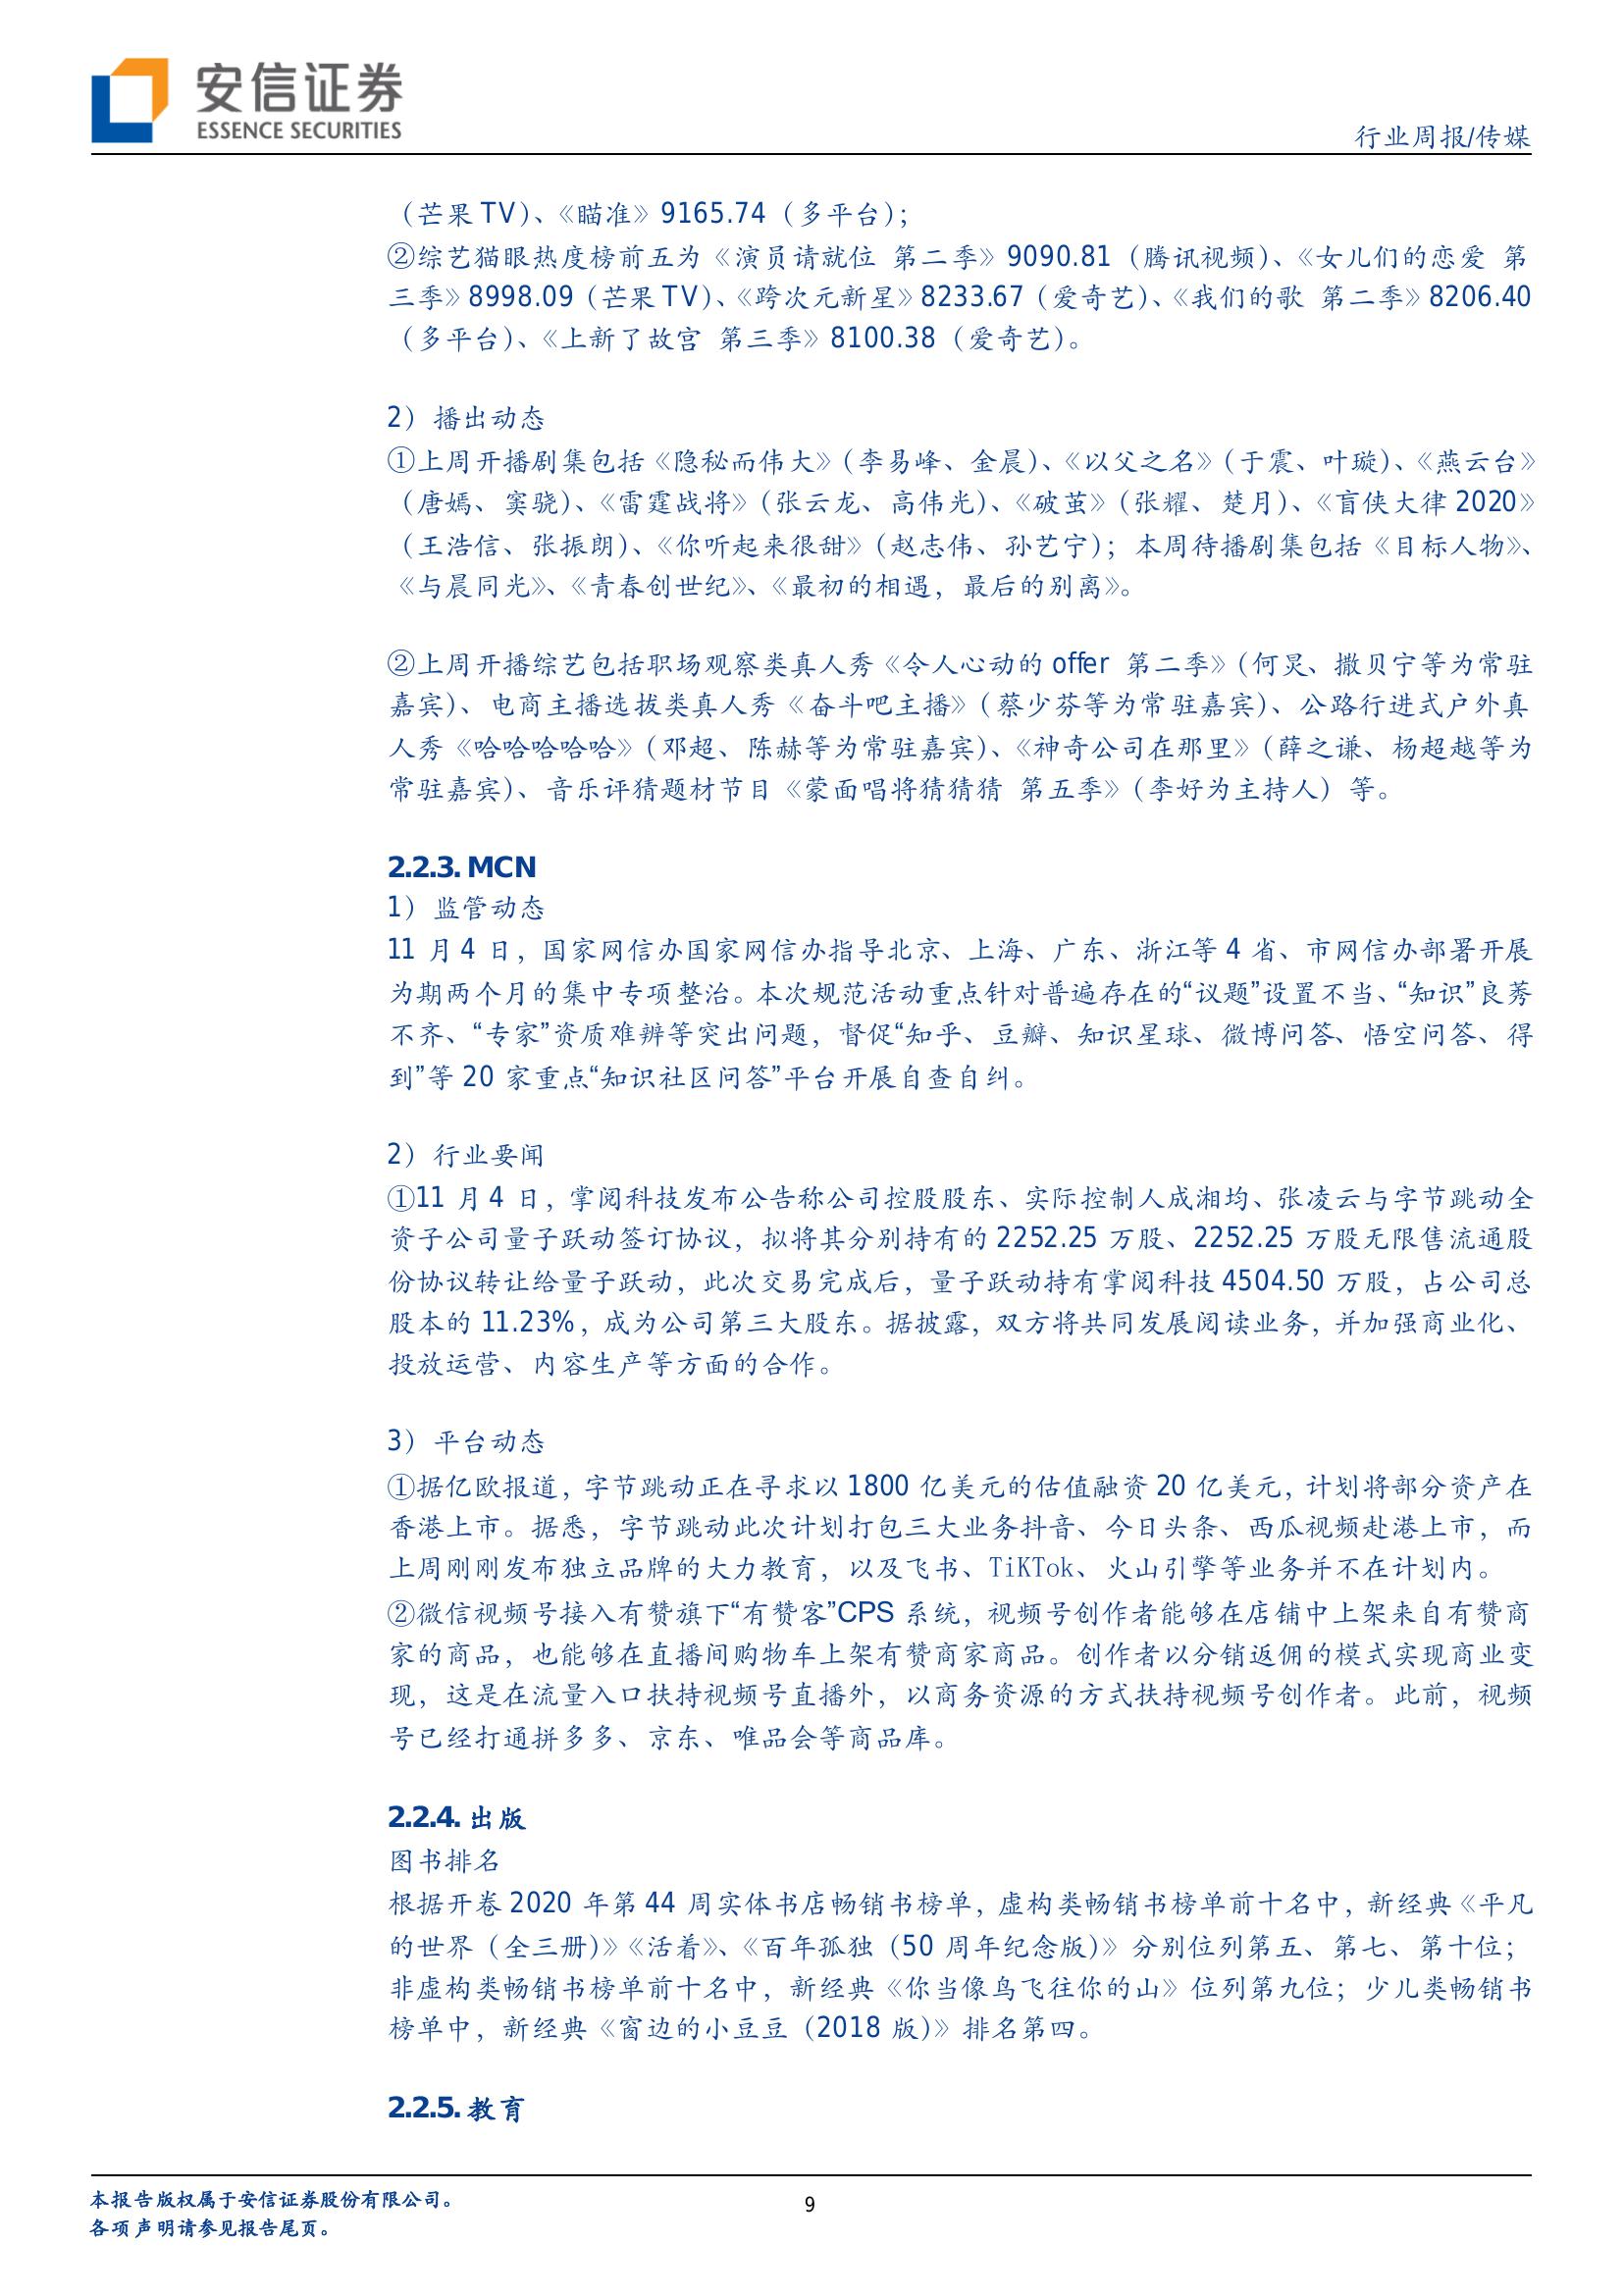 安信证券
ESSENCE SECURITIES
行业周报/传媒
（芒果 TV）、《瞄准》9165.74（多平台）；
②综艺猫眼热度榜前五为《演员请就位 第二季》9090.81（腾讯视频）、《女儿们的恋爱 第
三季》8998.09（芒果 TV）、《跨次元新星》8233.67（爱奇艺）、《我们的歌 第二季》8206.40
（多平台）、《上新了故宫 第三季》8100.38（爱奇艺）。
2）播出动态
①上周开播剧集包括《隐秘而伟大》（李易峰、金晨）、《以父之名》（于震、叶璇）、《燕云台》
（唐嫣、窦骁）、《雷霆战将》（张云龙、高伟光）、《破茧》（张耀、楚月）、《盲侠大律 2020》
（王浩信、张振朗）、《你听起来很甜》（赵志伟、孙艺宁）；本周待播剧集包括《目标人物》、
《与晨同光》、《青春创世纪》、《最初的相遇，最后的别离》。
②上周开播综艺包括职场观察类真人秀《令人心动的 offer 第二季》（何炅、撒贝宁等为常驻
嘉宾）、电商主播选拔类真人秀《奋斗吧主播》（蔡少芬等为常驻嘉宾）、公路行进式户外真
人秀《哈哈哈哈哈》（邓超、陈赫等为常驻嘉宾）、《神奇公司在那里》（薛之谦、杨超越等为
常驻嘉宾）、音乐评猜题材节目《蒙面唱将猜猜猜 第五季》（李好为主持人）等。
2.2.3. MCN
1）监管动态
11 月 4 日，国家网信办国家网信办指导北京、上海、广东、浙江等 4 省、市网信办部署开展
为期两个月的集中专项整治。本次规范活动重点针对普遍存在的“议题”设置不当、“知识”良莠
不齐、“专家”资质难辨等突出问题，督促“知乎、豆瓣、知识星球、微博问答、悟空问答、得
到”等 20 家重点“知识社区问答”平台开展自查自纠。
2）行业要闻
①11 月 4 日，掌阅科技发布公告称公司控股股东、实际控制人成湘均、张凌云与字节跳动全
资子公司量子跃动签订协议，拟将其分别持有的 2252.25 万股、2252.25 万股无限售流通股
份协议转让给量子跃动，此次交易完成后，量子跃动持有掌阅科技 4504.50 万股，占公司总
股本的 11.23%，成为公司第三大股东。据披露，双方将共同发展阅读业务，并加强商业化、
投放运营、内容生产等方面的合作。
3）平台动态
①据亿欧报道，字节跳动正在寻求以 1800 亿美元的估值融资 20 亿美元，计划将部分资产在
香港上市。据悉，字节跳动此次计划打包三大业务抖音、今日头条、西瓜视频赴港上市，而
上周刚刚发布独立品牌的大力教育，以及飞书、TiKTok、火山引擎等业务并不在计划内。
②微信视频号接入有赞旗下“有赞客”CPS 系统，视频号创作者能够在店铺中上架来自有赞商
家的商品，也能够在直播间购物车上架有赞商家商品。创作者以分销返佣的模式实现商业变
现，这是在流量入口扶持视频号直播外，以商务资源的方式扶持视频号创作者。此前，视频
号已经打通拼多多、京东、唯品会等商品库。
2.2.4. 出版
图书排名
根据开卷 2020 年第 44 周实体书店畅销书榜单，虚构类畅销书榜单前十名中，新经典《平凡
的世界（全三册）》《活着》、《百年孤独（50 周年纪念版）》分别位列第五、第七、第十位；
非虚构类畅销书榜单前十名中，新经典《你当像鸟飞往你的山》位列第九位；少儿类畅销书
榜单中，新经典《窗边的小豆豆（2018 版）》排名第四。
2.2.5. 教育
本报告版权属于安信证券股份有限公司。
各项声明请参见报告尾页。
9